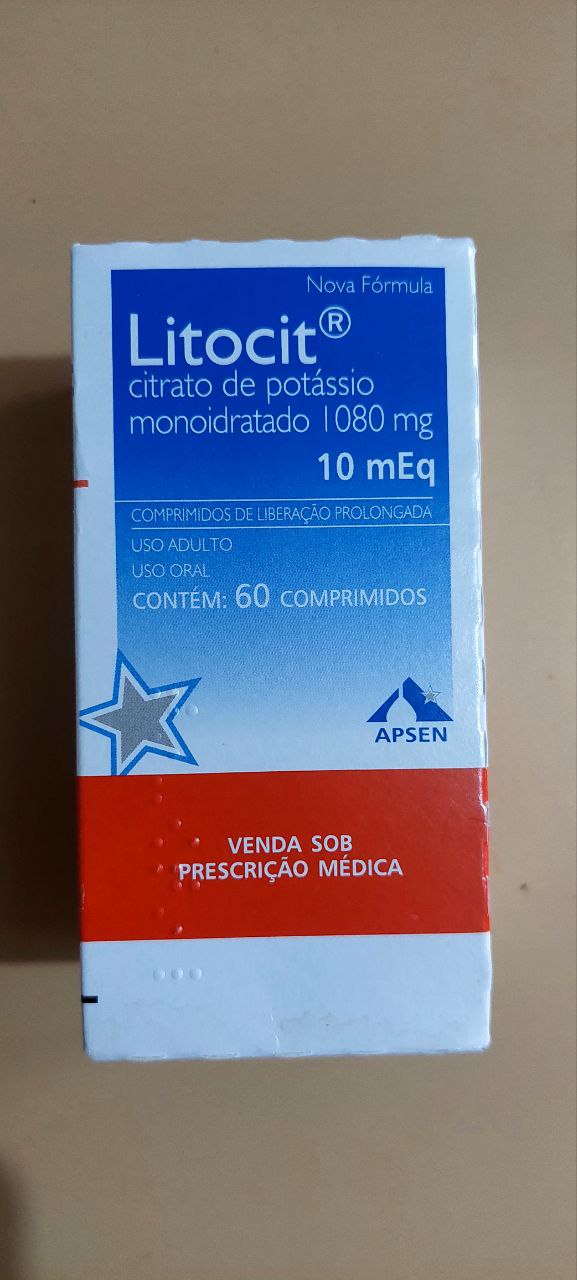 Nova Fórmula
Litocit®
citrato de potássio
monoidratado 1080 mg
10 mEq
COMPRIMIDOS DE LIBERAÇÃO PROLONGADA
USO ADULTO
USO ORAL
CONTÉM: 60 COMPRIMIDOS
APSEN
VENDA SOB
PRESCRIÇÃO MÉDICA